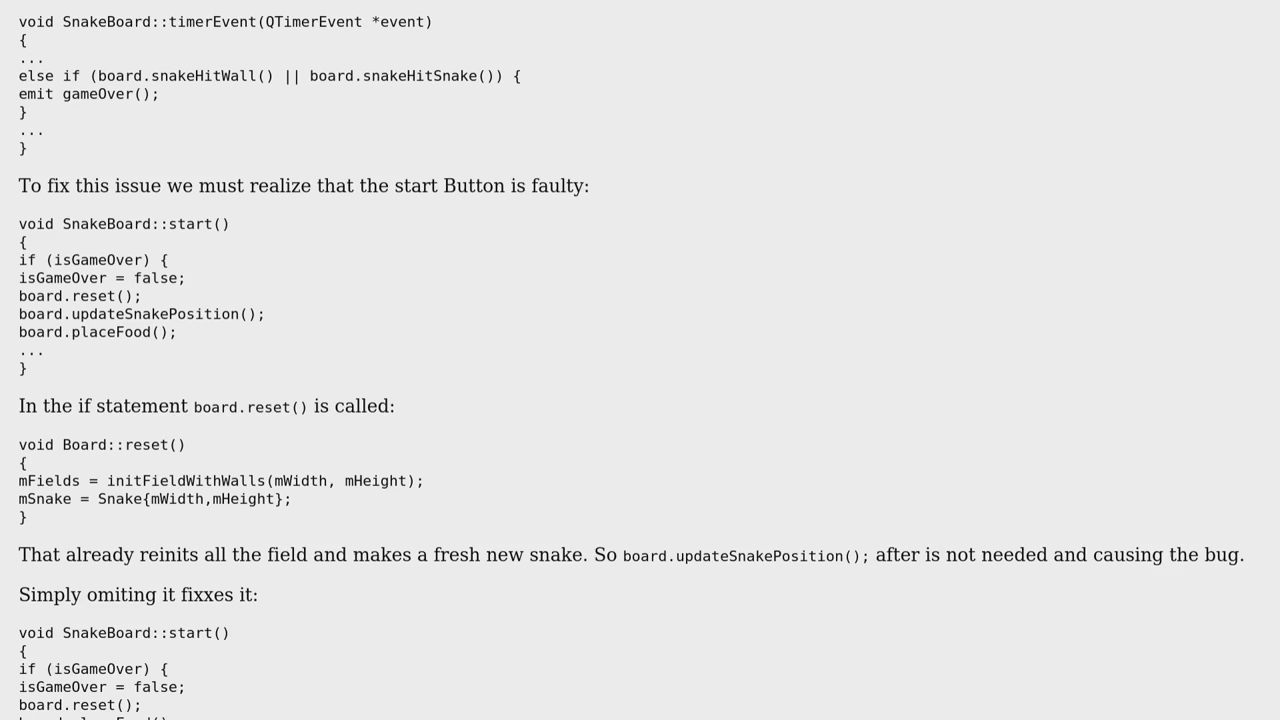 void SnakeBoard::timerEvent(QTimerEvent *event)
{
...
else if (board.snakeHitWall() || board.snakeHitSnake()) {
emit gameOver();
}
...
}
To fix this issue we must realize that the start Button is faulty:
void SnakeBoard::start()
{
if (isGameOver) {
isGameOver = false;
board.reset();
board.updateSnakePosition();
board.placeFood();
...
}
In the if statement board.reset() is called:
void Board::reset()
{
mFields = initFieldWithWalls(mWidth, mHeight);
mSnake = Snake{mWidth,mHeight};
}
That already reinits all the field and makes a fresh new snake. So board.updateSnakePosition(); after is not needed and causing the bug.
Simply omiting it fixxes it:
void SnakeBoard::start()
{
if (isGameOver) {
isGameOver = false;
board.reset();